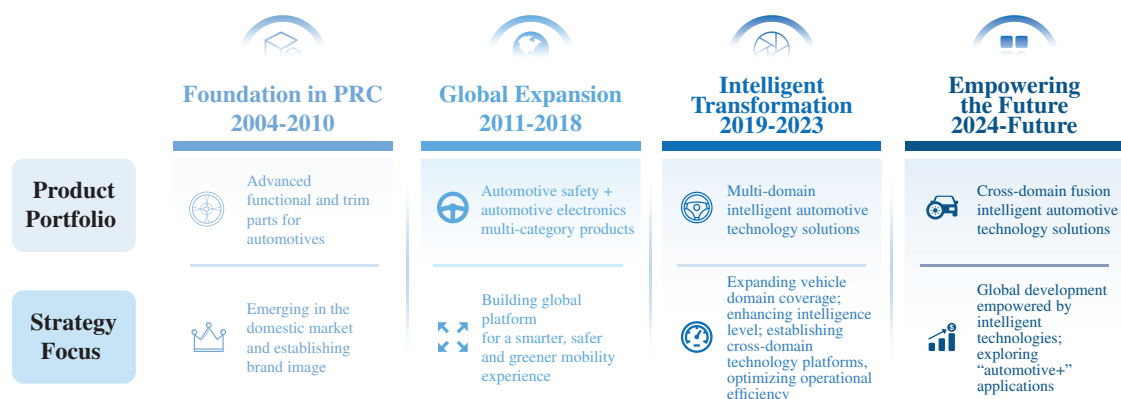 Foundation in PRC
2004-2010
Global Expansion
2011-2018
Intelligent
Transformation
2019-2023
Empowering
the Future
2024-Future
Product
Portfolio
Advanced
functional and trim
parts for
automotives
Automotive safety +
automotive electronics
multi-category products
Multi-domain
intelligent automotive
technology solutions
Cross-domain fusion
intelligent automotive
technology solutions
Strategy
Focus
Emerging in the
domestic market
and establishing
brand image
Building global
platform
for a smarter, safer
and greener mobility
experience
Expanding vehicle
domain coverage;
enhancing intelligence
level; establishing
cross-domain
technology platforms,
optimizing operational
efficiency
$
Global development
empowered by
intelligent
technologies;
exploring
“automotive+”
applications